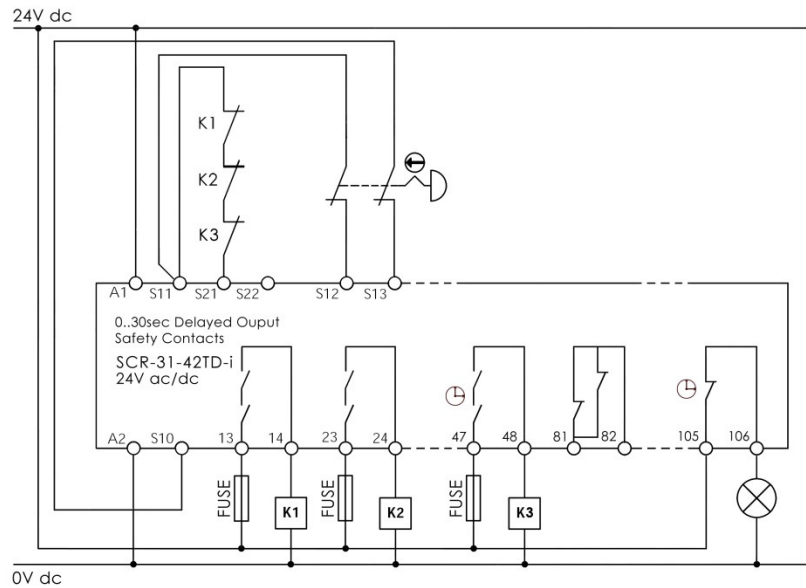 24V dc
K1
K2
K3
A1
S11
S21
S22
S12
S13
0..30sec Delayed Ouput
Safety Contacts
SCR-31-42TD-i
24V ac/dc
A2
S10
13
14
23
24
47
48
81
82
105
106
FUSE
K1
FUSE
K2
FUSE
K3
0V dc